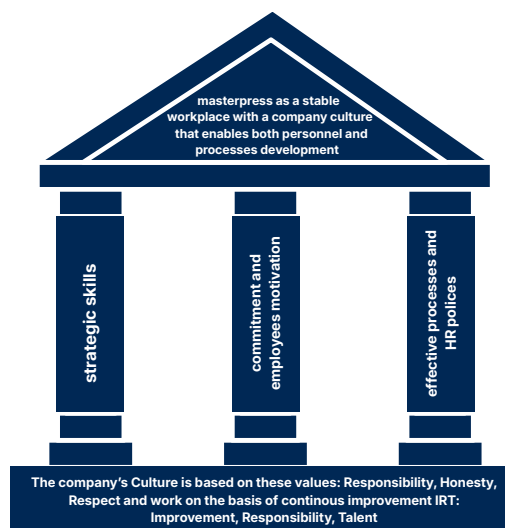 masterpress as a stable
workplace with a company culture
that enables both personnel and
processes development
strategic skills
commitment and
employees motivation
effective processes and
HR polices
The company's Culture is based on these values: Responsibility, Honesty,
Respect and work on the basis of continous improvement IRT:
Improvement, Responsibility, Talent